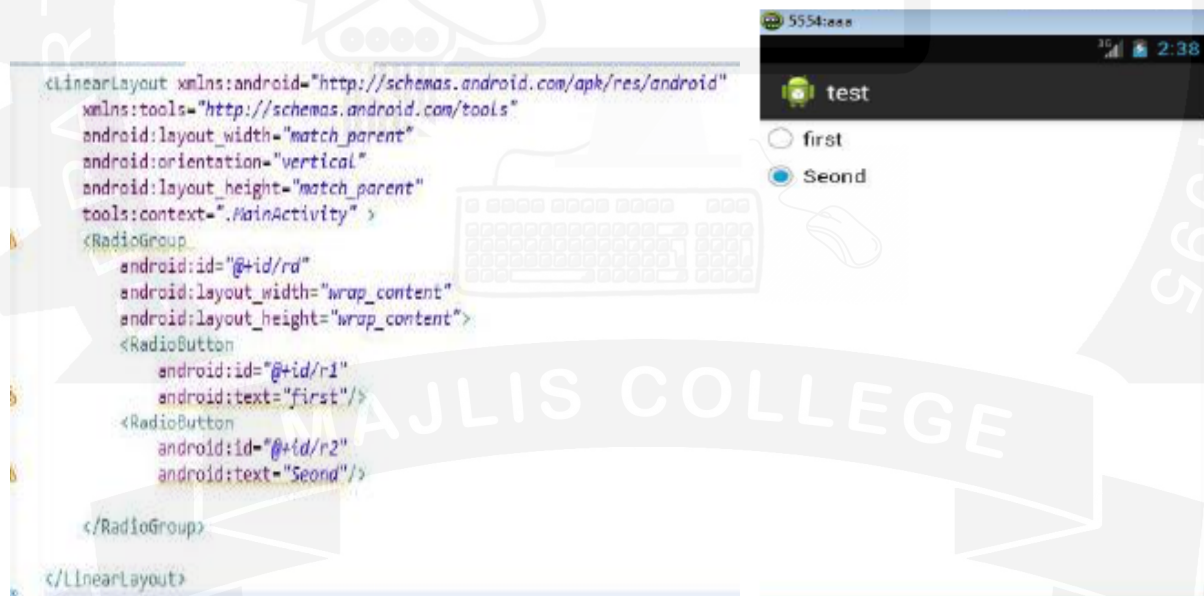 <LinearLayout xmlns:android="http://schemas.android.com/apk/res/android"
xmlns:tools="http://schemas.android.com/tools"
android:layout_width="match_parent"
android:orientation="vertical"
android:layout_height="match_parent"
tools:context=".MainActivity" >
<RadioGroup
android:id="@+id/rd"
android:layout_width="wrap_content"
android:layout_height="wrap_content">
<RadioButton
android:id="@+id/r1"
android:text="first"/>
<RadioButton
android:id="@+id/r2"
android:text="Seond"/>
</RadioGroup>
</LinearLayout>
5554:aaa
3G 2:38
test
first
Seond
MAJLIS COLLEGE